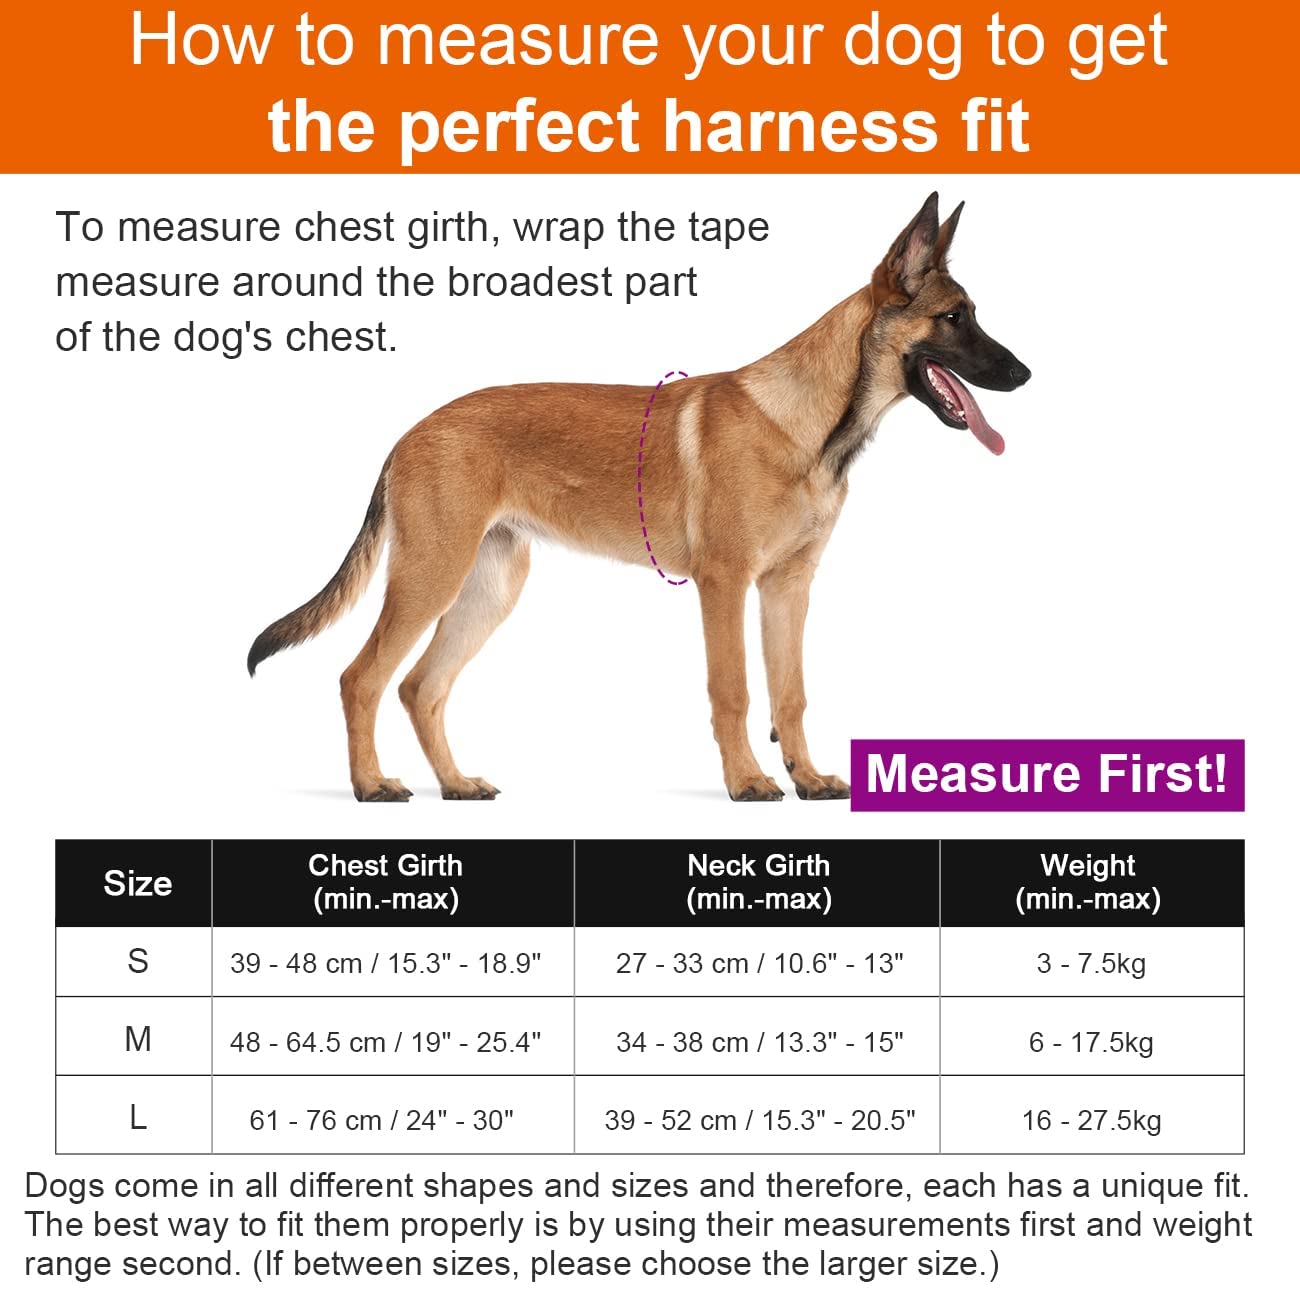 How to measure your dog to get
the perfect harness fit
To measure chest girth, wrap the tape
measure around the broadest part
of the dog's chest.
Measure First!
Size Chest Girth (min.-max) Neck Girth (min.-max) Weight (min.-max)
S 39 - 48 cm / 15.3" - 18.9" 27 - 33 cm / 10.6" - 13" 3 - 7.5kg
M 48 - 64.5 cm / 19" - 25.4" 34 - 38 cm / 13.3" - 15" 6 - 17.5kg
L 61 - 76 cm / 24" - 30" 39 - 52 cm / 15.3" - 20.5" 16 - 27.5kg
Dogs come in all different shapes and sizes and therefore, each has a unique fit.
The best way to fit them properly is by using their measurements first and weight
range second. (If between sizes, please choose the larger size.)